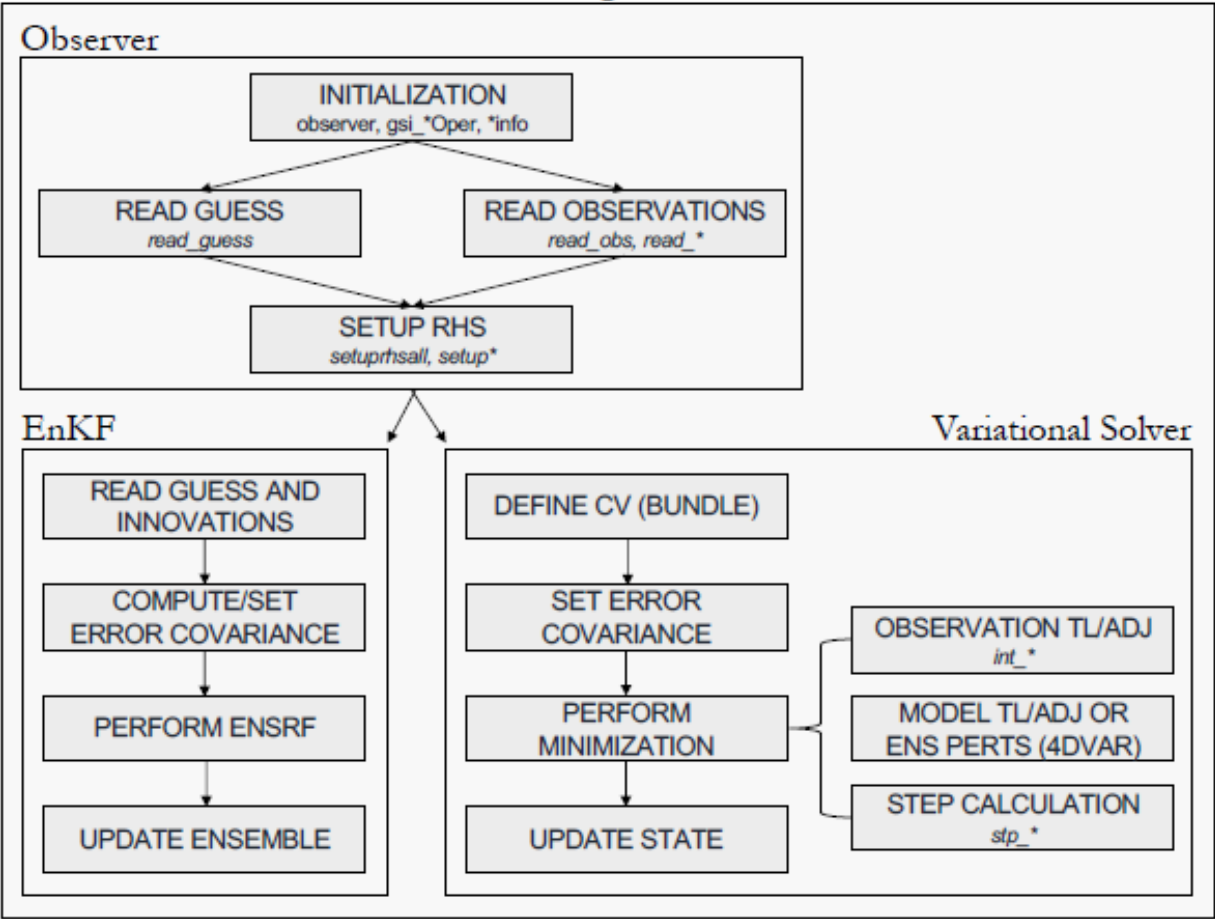 Observer
INITIALIZATION
observer, gsi_*Oper, *info
READ GUESS
read_guess
READ OBSERVATIONS
read_obs, read_*
SETUP RHS
setuprhsall, setup*
EnKF
READ GUESS AND
INNOVATIONS
COMPUTE/SET
ERROR COVARIANCE
PERFORM ENSRF
UPDATE ENSEMBLE
Variational Solver
DEFINE CV (BUNDLE)
SET ERROR
COVARIANCE
PERFORM
MINIMIZATION
UPDATE STATE
OBSERVATION TL/ADJ
int_*
MODEL TL/ADJ OR
ENS PERTS (4DVAR)
STEP CALCULATION
stp_*